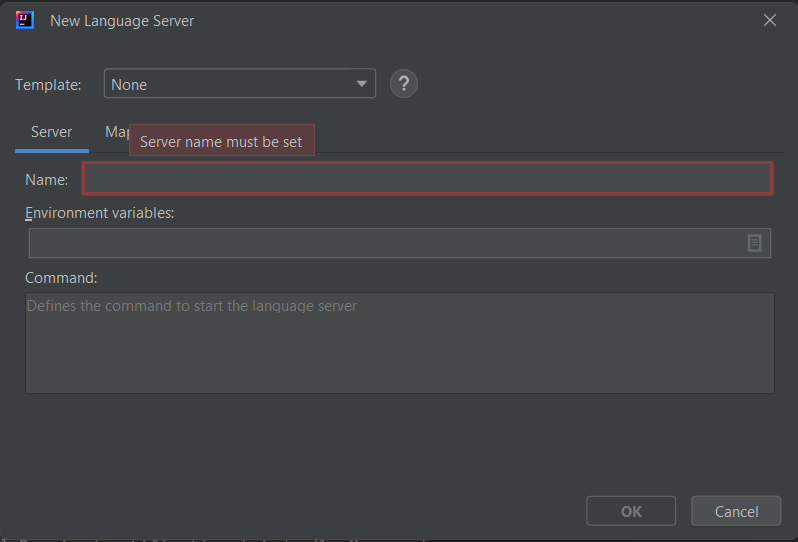 New Language Server
Template: None ?
Server
Server name must be set
Name:
Environment variables:
Command:
Defines the command to start the language server
OK Cancel